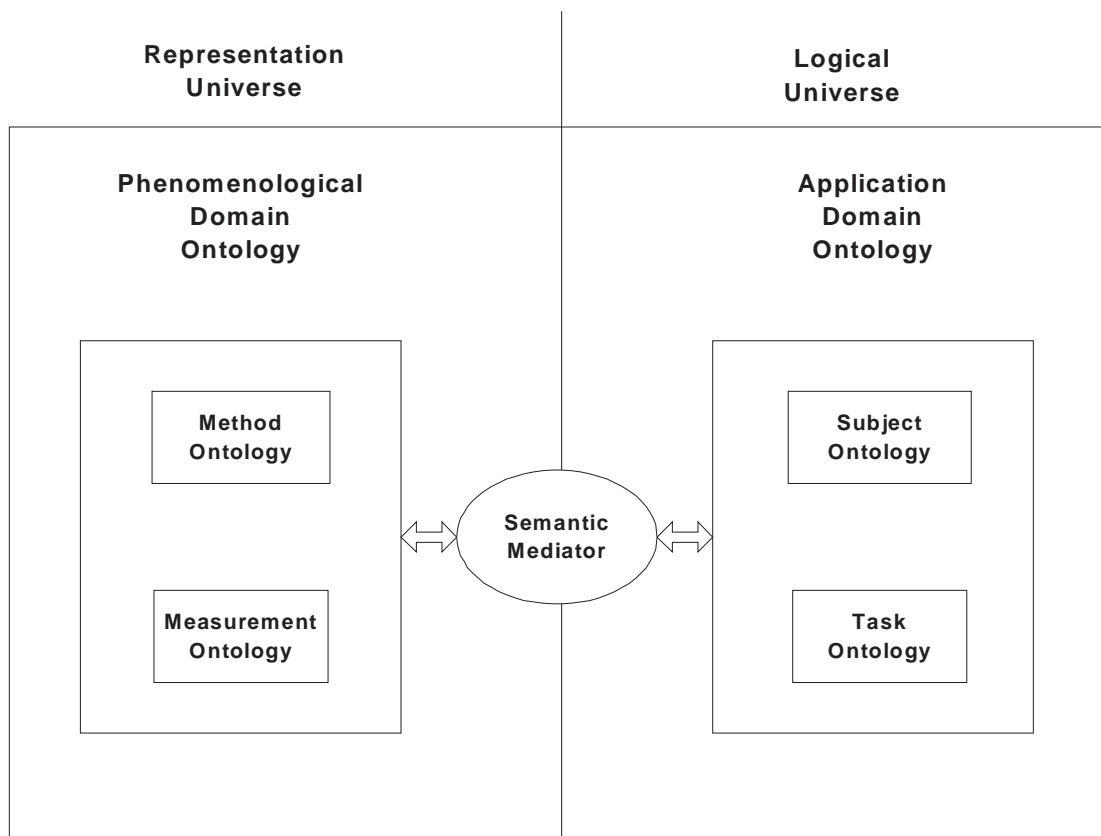 Representation
Universe
Logical
Universe
Phenomenological
Domain
Ontology
Application
Domain
Ontology
Method
Ontology
Subject
Ontology
Semantic
Mediator
Measurement
Ontology
Task
Ontology